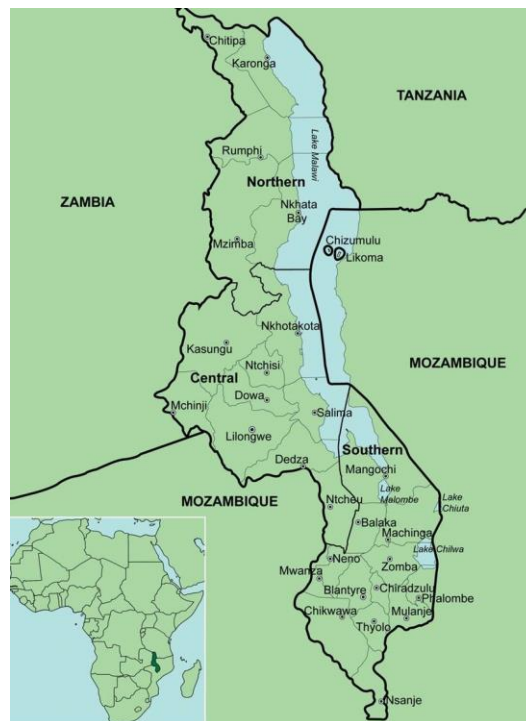 Chitipa
Karonga
TANZANIA
Lake Malawi
Rumphi
Northern
ZAMBIA
Nkhata
Bay
Mzimba
Chizumulu
Likoma
Nkhotakota
Kasungu
MOZAMBIQUE
Ntchisi
Central
Dowa
Mchinji
Salima
Lilongwe
Southern
Dedza
Mangochi
MOZAMBIQUE
Lake
Malombe
Ntcheu
Lake
Chiuta
Balaka
Machinga
Lake Chilwa
Neno
Zomba
Mwanza
Chiradzulu
Blantyre
Phalombe
Chikwawa
Mulanje
Thyolo
Nsanje